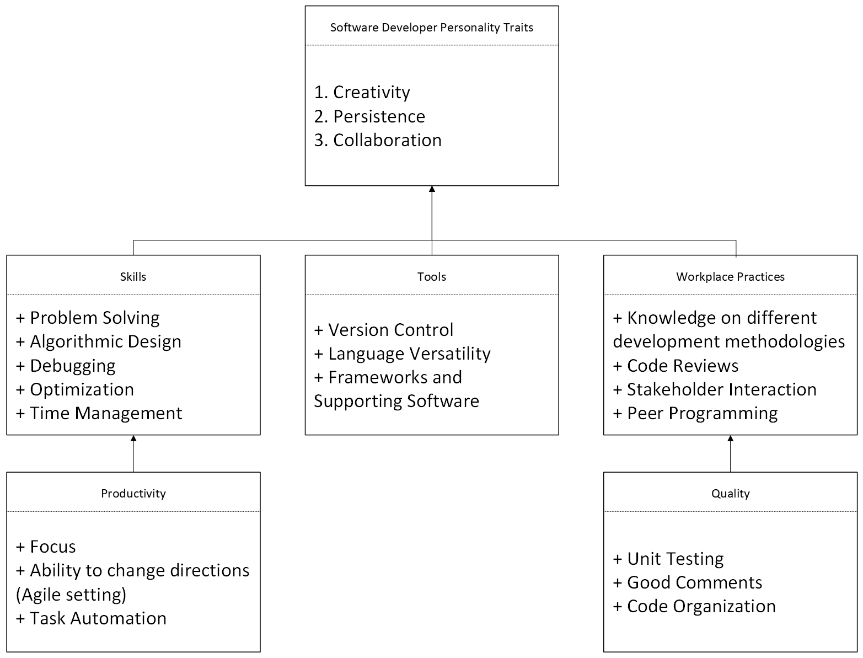 Software Developer Personality Traits
1. Creativity
2. Persistence
3. Collaboration
Skills
+ Problem Solving
+ Algorithmic Design
+ Debugging
+ Optimization
+ Time Management
Tools
+ Version Control
+ Language Versatility
+ Frameworks and
Supporting Software
Workplace Practices
+ Knowledge on different
development methodologies
+ Code Reviews
+ Stakeholder Interaction
+ Peer Programming
Productivity
+ Focus
+ Ability to change directions
(Agile setting)
+ Task Automation
Quality
+ Unit Testing
+ Good Comments
+ Code Organization